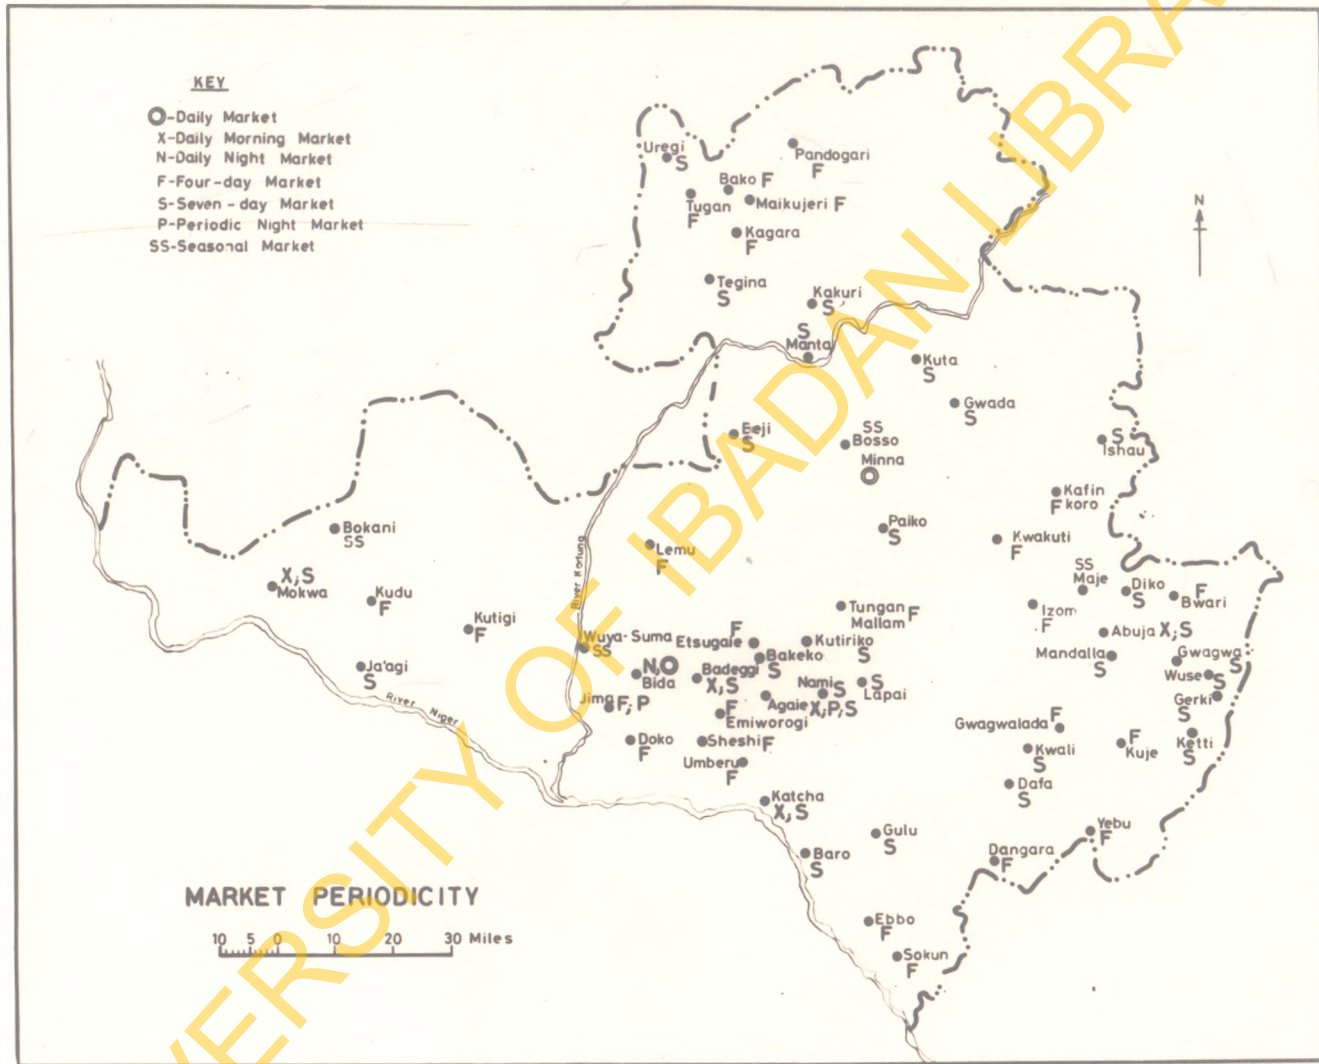 KEY
O-Daily Market
X-Daily Morning Market
N-Daily Night Market
F-Four-day Market
S-Seven-day Market
P-Periodic Night Market
SS-Seasonal Market
N
Uregi
S
Pandogari
F
Bako F
Tugan
F
Maikujeri F
Kagara
F
Tegina
S
Kakuri
S
S
Manta
Kuta
S
Gwada
S
Beji
S
SS
Bosso
Minna
S
Ishau
Kafin
F koro
Bokani
SS
Paiko
S
Kwakuti
F
Lemu
F
River Kaduna
X,S
Mokwa
Kudu
F
Kutigi
F
SS
Maje
Diko
S
F
Bwari
Izom
F
Tungan
Mallam F
Abuja X,S
Wuya-Suma
SS
F
Etsugaie
Kutiriko
S
Bakeko
S
Mandalla
S
Gwagwa
S
Wuse
S
Ja'agi
S
N,O
Bida
Badeggi
X,S
Nami
S
S
Lapai
Gerki
S
Jima
F,P
Agaie X,P,S
F
Emiworogi
River Niger
Gwagwalada
F
Doko
F
Sheshi F
Kwali
S
F
Kuje
Ketti
S
Umberu
F
Dafa
S
Katcha
X,S
Gulu
S
Yebu
F
Baro
S
Dangara
F
MARKET PERIODICITY
10 5 0 10 20 30 Miles
Ebbo
F
Sokun
F
UNIVERSITY OF IBADAN LIBRARY